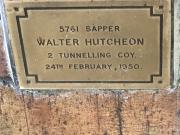 5761 SAPPER
WALTER HUTCHEON
2 TUNNELLING COY.
24TH FEBRUARY, 1950.